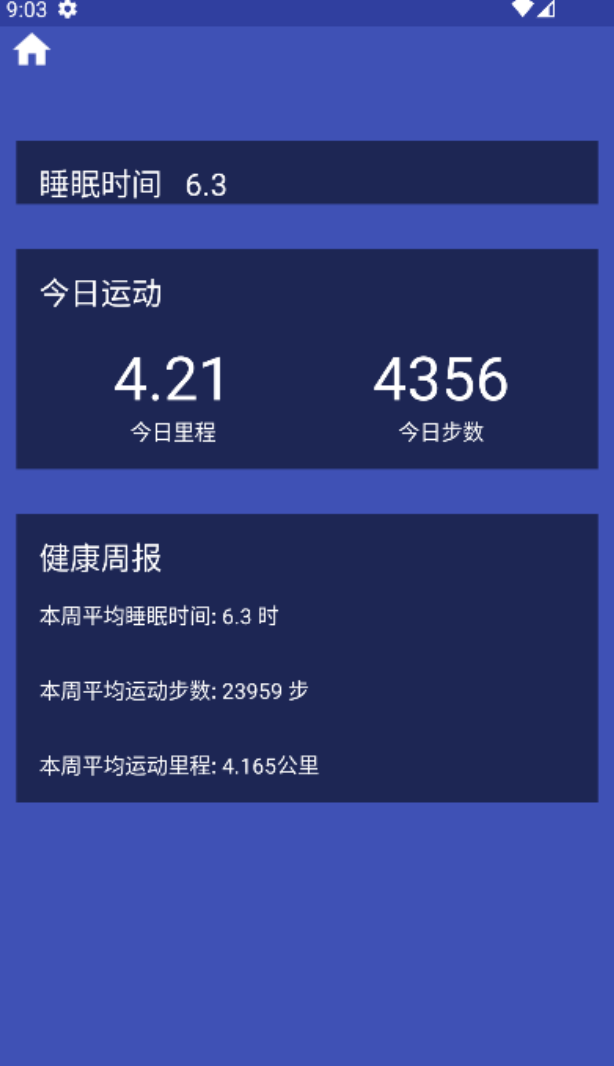 9:03
睡眠时间 6.3
今日运动
4.21 4356
今日里程 今日步数
健康周报
本周平均睡眠时间: 6.3 时
本周平均运动步数: 23959 步
本周平均运动里程: 4.165公里